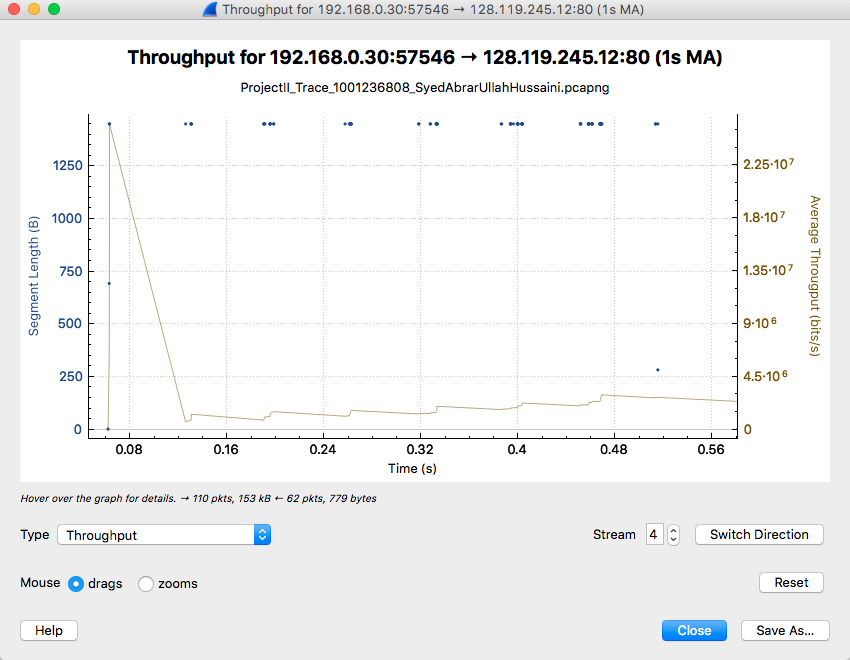 Throughput for 192.168.0.30:57546 → 128.119.245.12:80 (1s MA)
Throughput for 192.168.0.30:57546 → 128.119.245.12:80 (1s MA)
ProjectII_Trace_1001236808_SyedAbrarUllahHussaini.pcapng
Segment Length (B)
1250
1000
750
500
250
0
2.25·10⁷
1.8·10⁷
1.35·10⁷
9·10⁶
4.5·10⁶
0
Average Througput (bits/s)
0.08 0.16 0.24 0.32 0.4 0.48 0.56
Time (s)
Hover over the graph for details. → 110 pkts, 153 kB ← 62 pkts, 779 bytes
Type Throughput Stream 4 Switch Direction
Mouse drags zooms Reset
Help Close Save As...